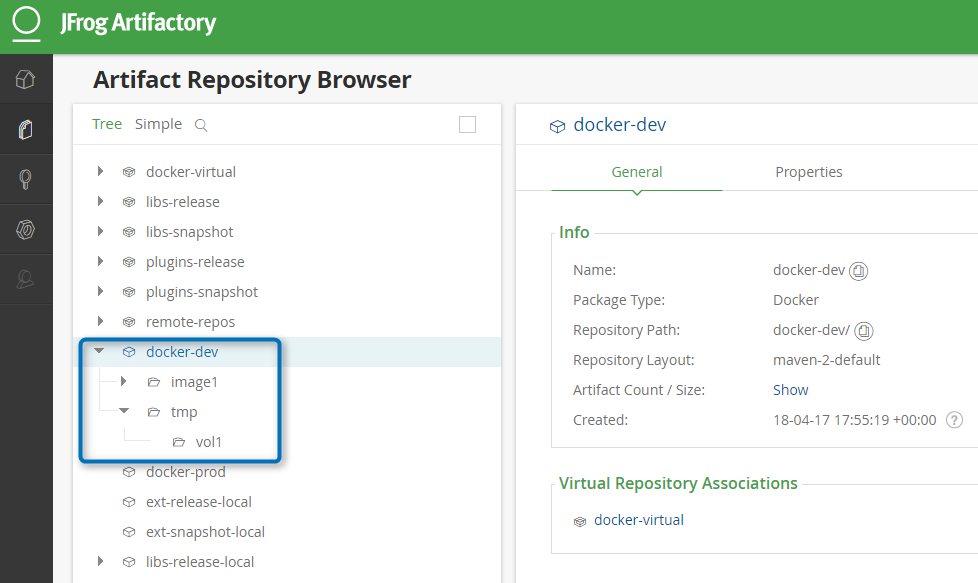 JFrog Artifactory
Artifact Repository Browser
Tree Simple
docker-virtual
libs-release
libs-snapshot
plugins-release
plugins-snapshot
remote-repos
docker-dev
image1
tmp
vol1
docker-prod
ext-release-local
ext-snapshot-local
libs-release-local
docker-dev
General Properties
Info
Name: docker-dev
Package Type: Docker
Repository Path: docker-dev/
Repository Layout: maven-2-default
Artifact Count / Size: Show
Created: 18-04-17 17:55:19 +00:00 ?
Virtual Repository Associations
docker-virtual